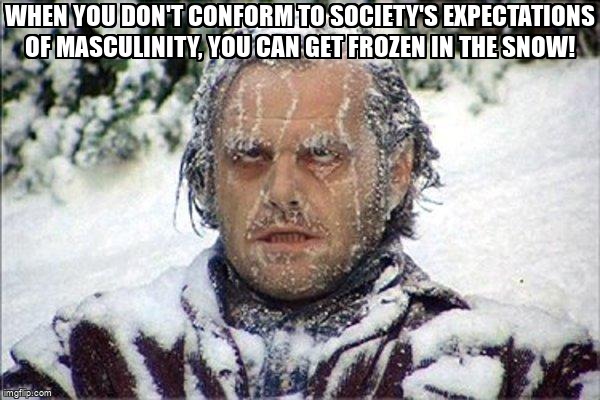 WHEN YOU DON'T CONFORM TO SOCIETY'S EXPECTATIONS
OF MASCULINITY, YOU CAN GET FROZEN IN THE SNOW!
imgflip.com